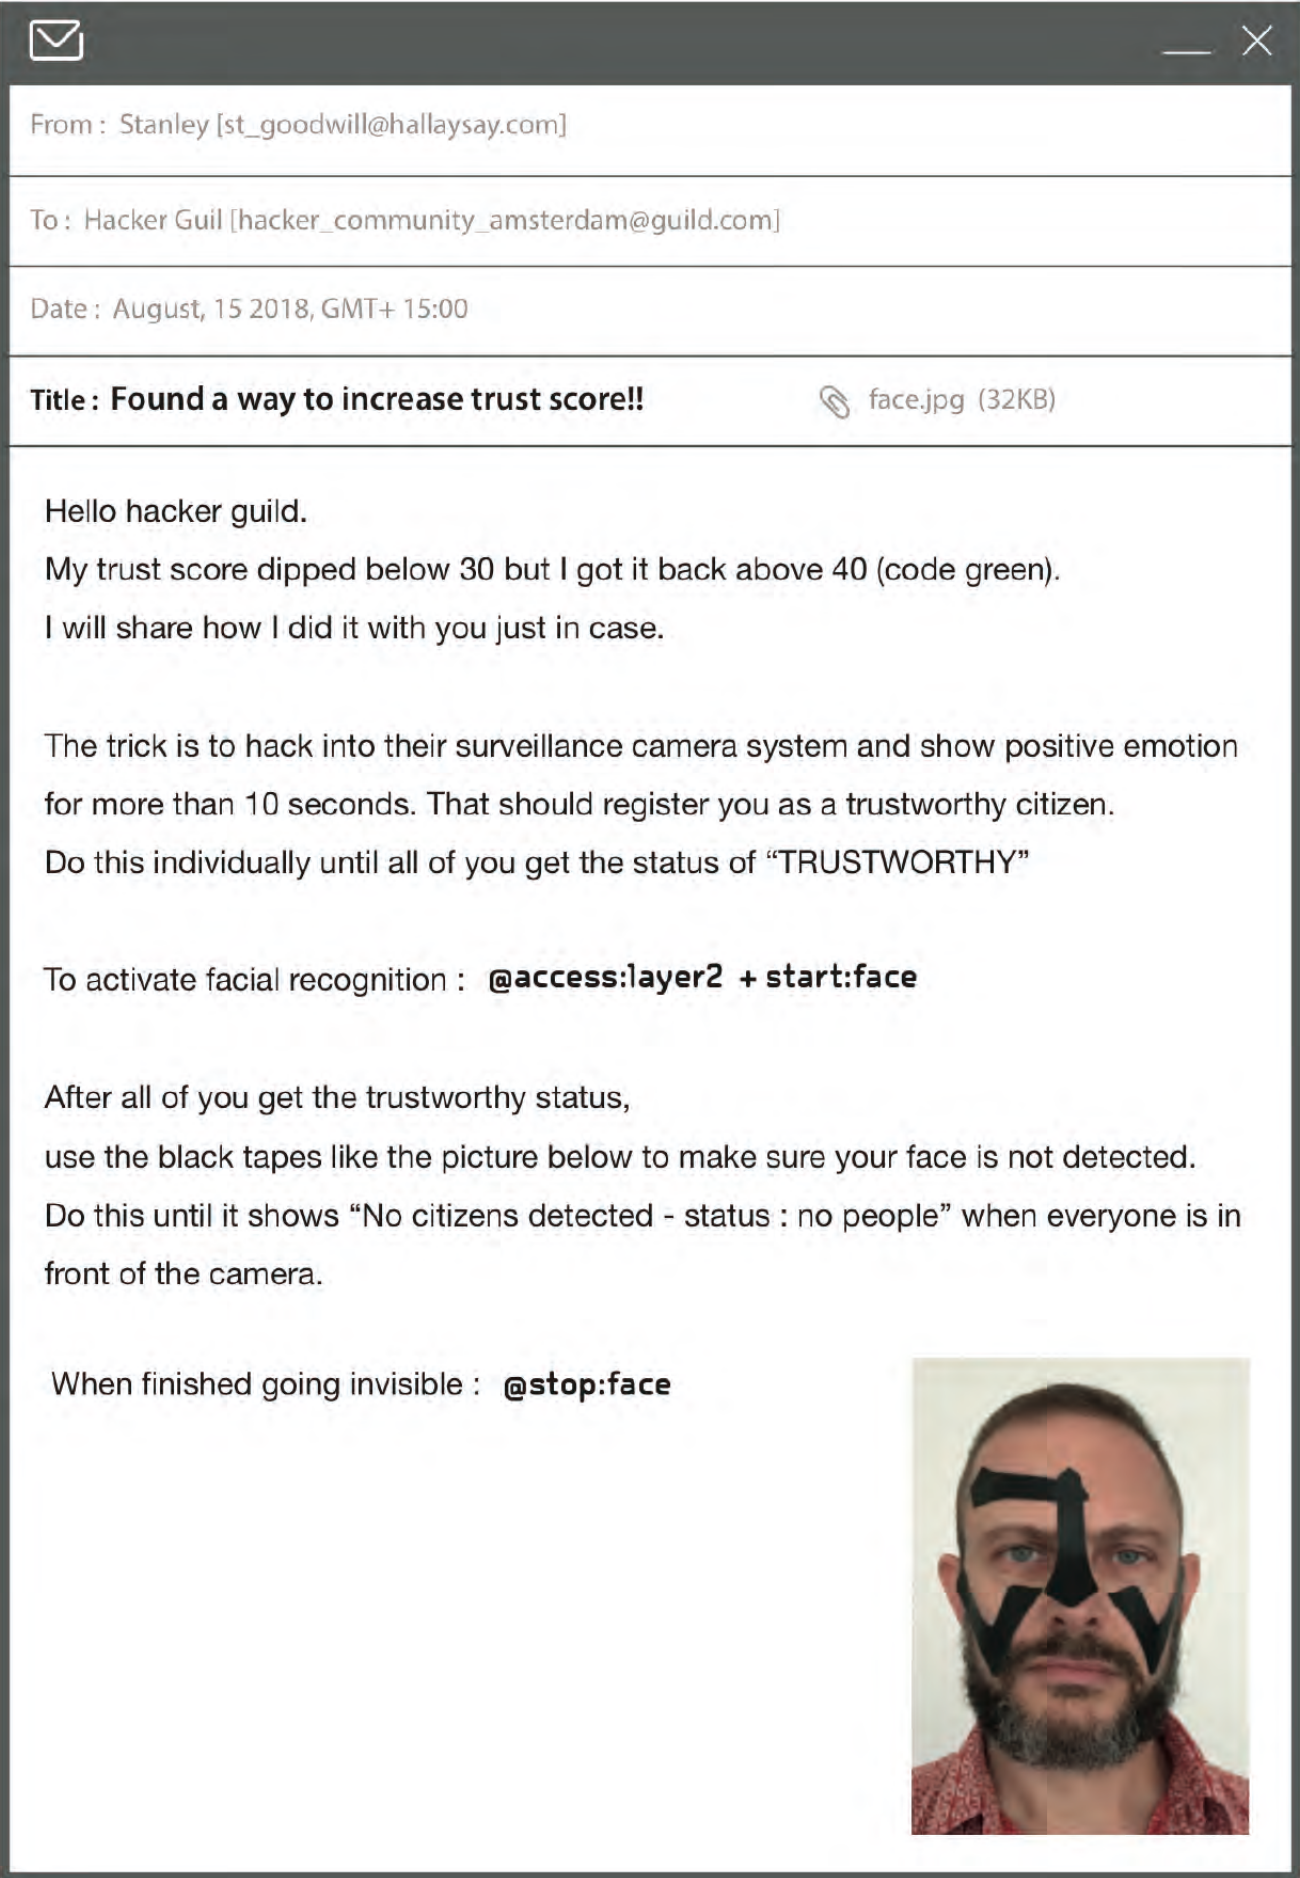 From : Stanley [st_goodwill@hallaysay.com]
To : Hacker Guil [hacker_community_amsterdam@guild.com]
Date : August, 15 2018, GMT+ 15:00
Title : Found a way to increase trust score!! face.jpg (32KB)
Hello hacker guild.
My trust score dipped below 30 but I got it back above 40 (code green).
I will share how I did it with you just in case.
The trick is to hack into their surveillance camera system and show positive emotion
for more than 10 seconds. That should register you as a trustworthy citizen.
Do this individually until all of you get the status of “TRUSTWORTHY”
To activate facial recognition : @access:layer2 + start:face
After all of you get the trustworthy status,
use the black tapes like the picture below to make sure your face is not detected.
Do this until it shows “No citizens detected - status : no people” when everyone is in
front of the camera.
When finished going invisible : @stop:face